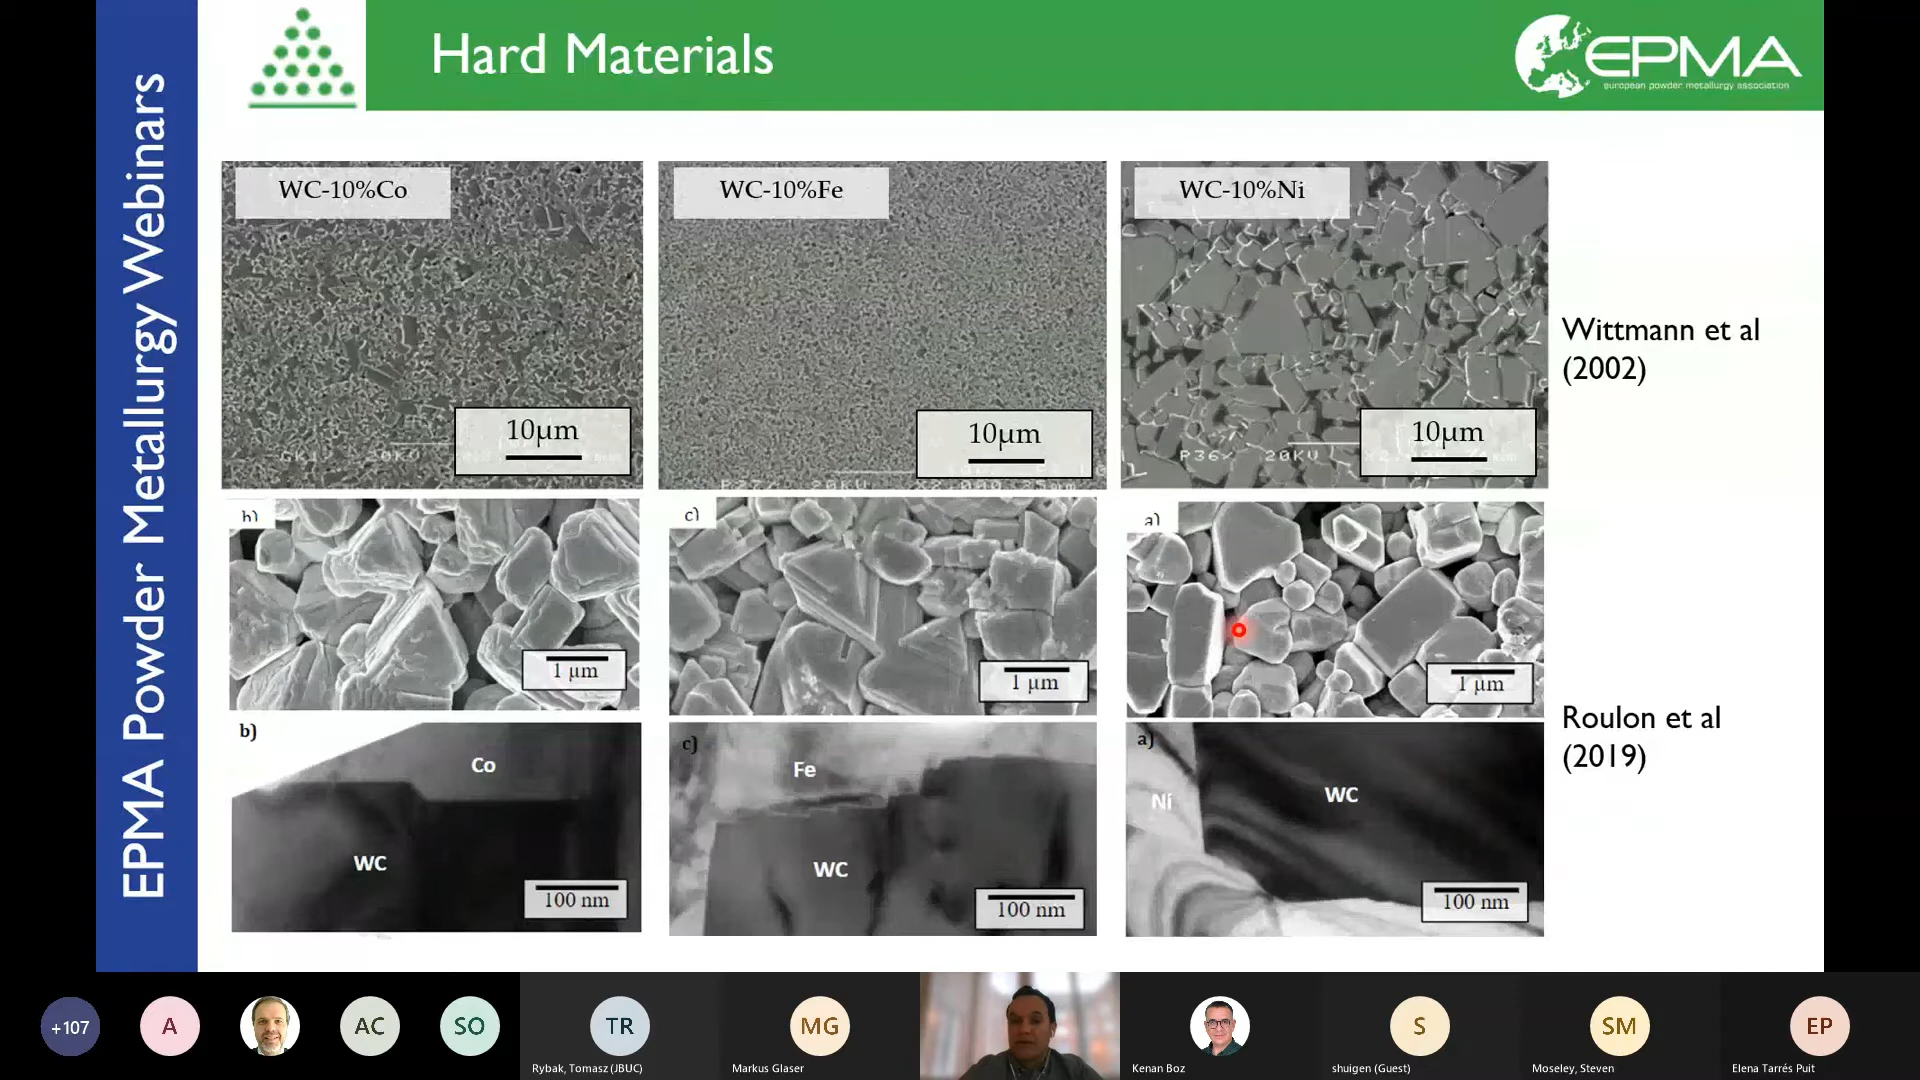 EPMA Powder Metallurgy Webinars
Hard Materials
EPMA
european powder metallurgy association
WC-10%Co
10µm
WC-10%Fe
10µm
WC-10%Ni
P36/ 20KV
10µm
Wittmann et al
(2002)
b)
1 µm
c)
1 µm
a)
1 µm
b)
Co
WC
100 nm
c)
Fe
WC
100 nm
a)
Ni
WC
100 nm
Roulon et al
(2019)
+107
A
AC
SO
TR
Rybak, Tomasz (JBUC)
MG
Markus Glaser
Kenan Boz
S
shuigen (Guest)
SM
Moseley, Steven
EP
Elena Tarrés Puit